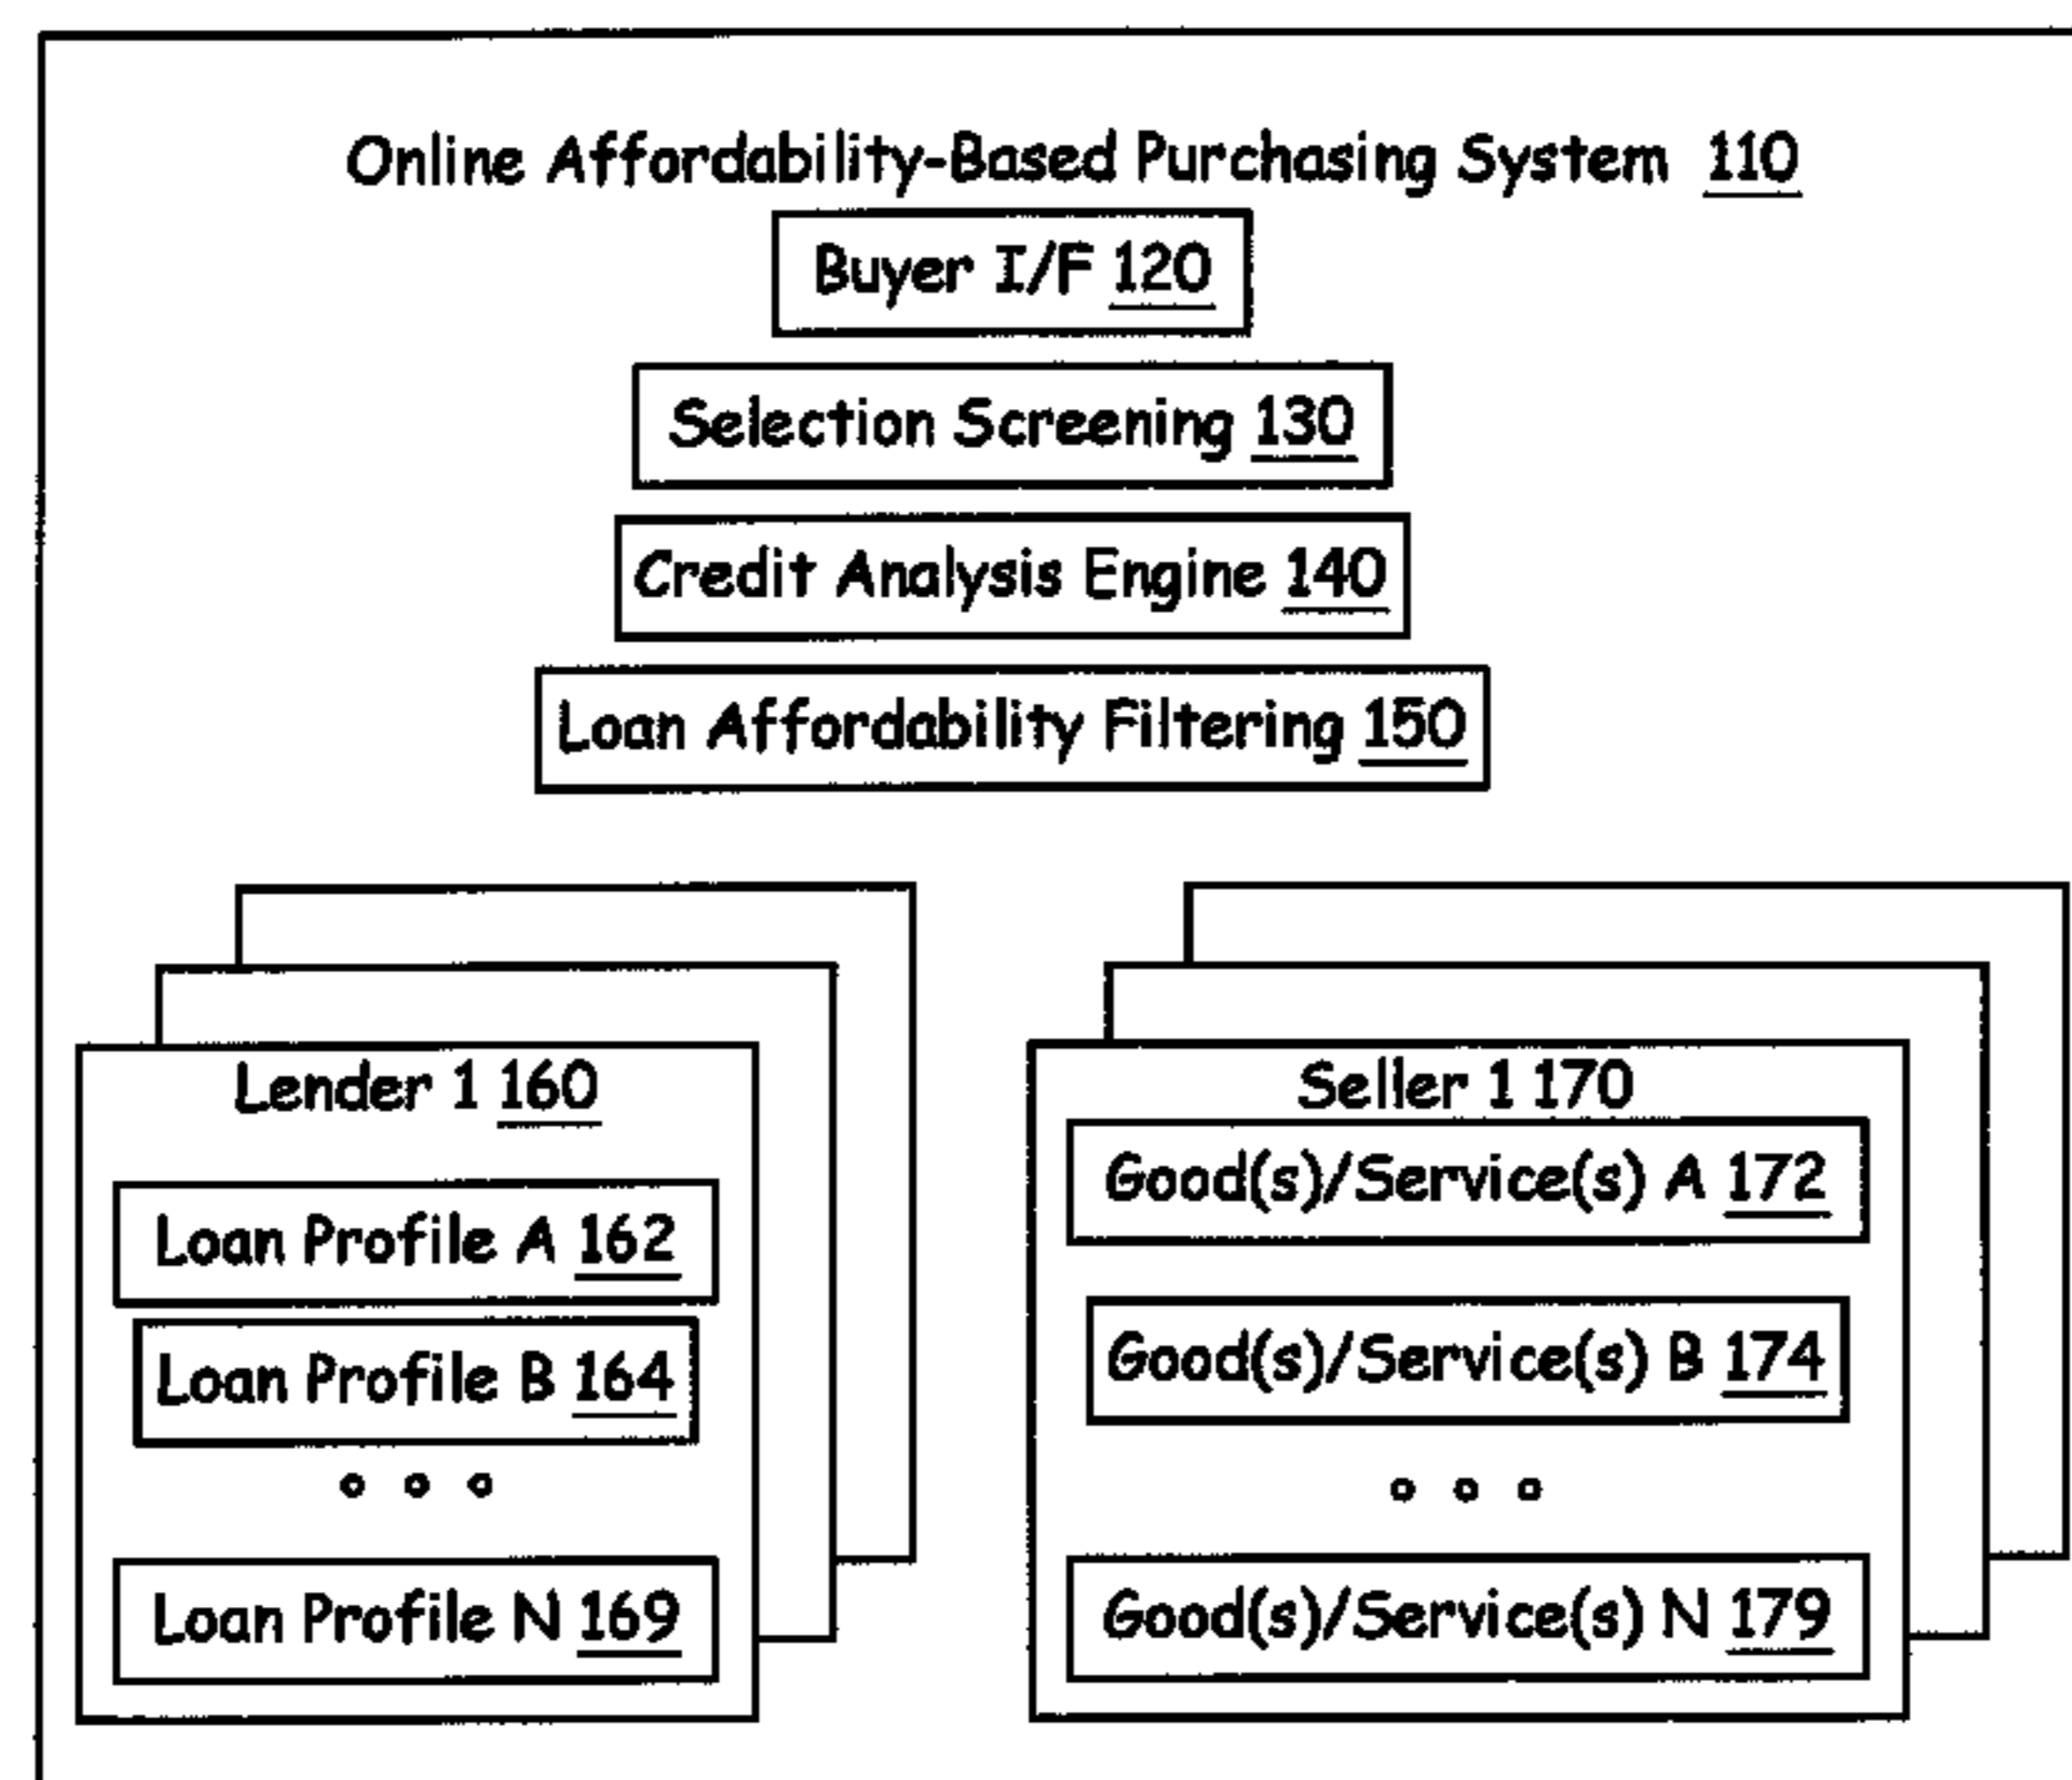 Online Affordability-Based Purchasing System 110
Buyer I/F 120
Selection Screening 130
Credit Analysis Engine 140
Loan Affordability Filtering 150
Lender 1 160
Loan Profile A 162
Loan Profile B 164
Loan Profile N 169
Seller 1 170
Good(s)/Service(s) A 172
Good(s)/Service(s) B 174
Good(s)/Service(s) N 179